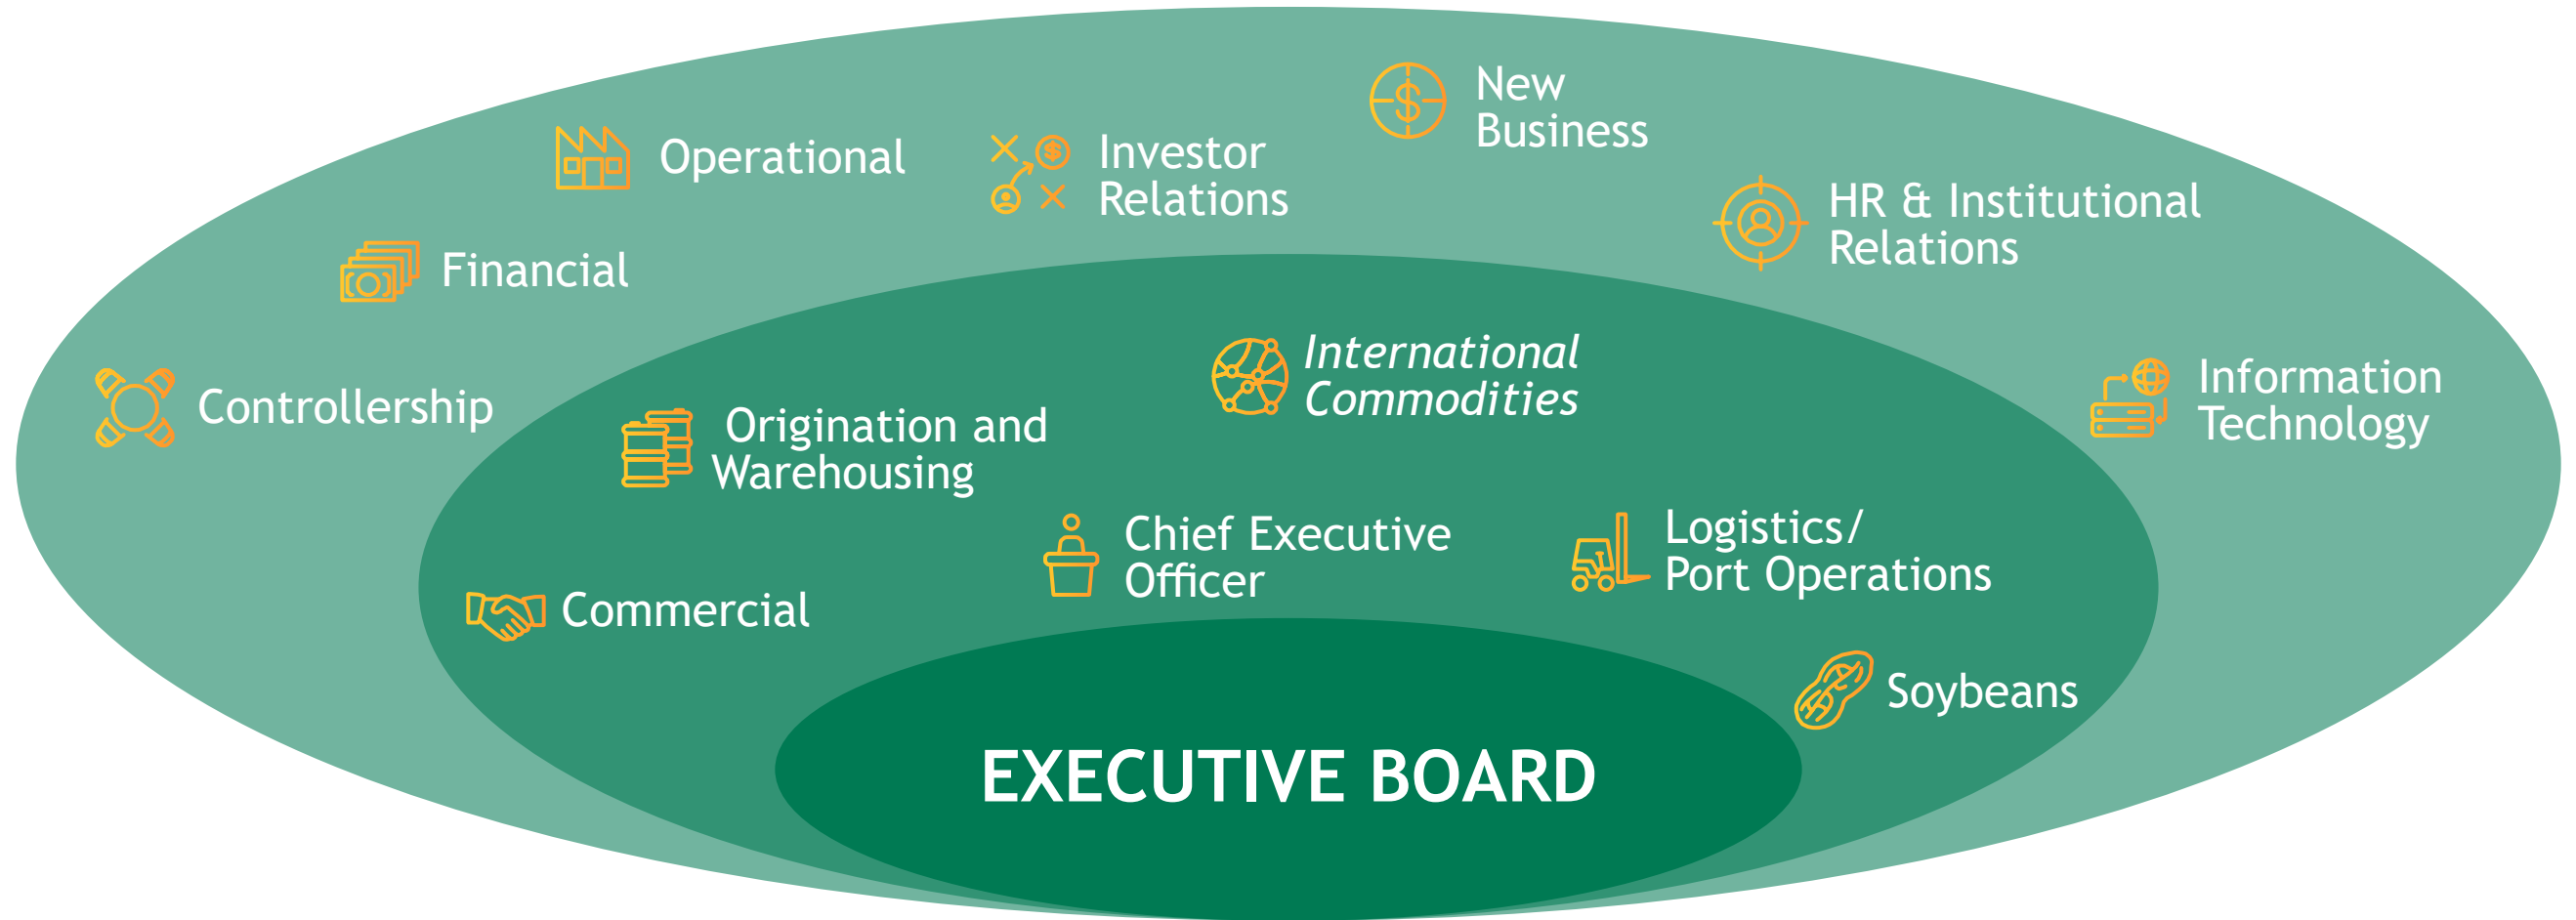 New
Business
Operational
Investor
Relations
HR & Institutional
Relations
Financial
International
Commodities
Information
Technology
Controllership
Origination and
Warehousing
Chief Executive
Officer
Logistics/
Port Operations
Commercial
Soybeans
EXECUTIVE BOARD